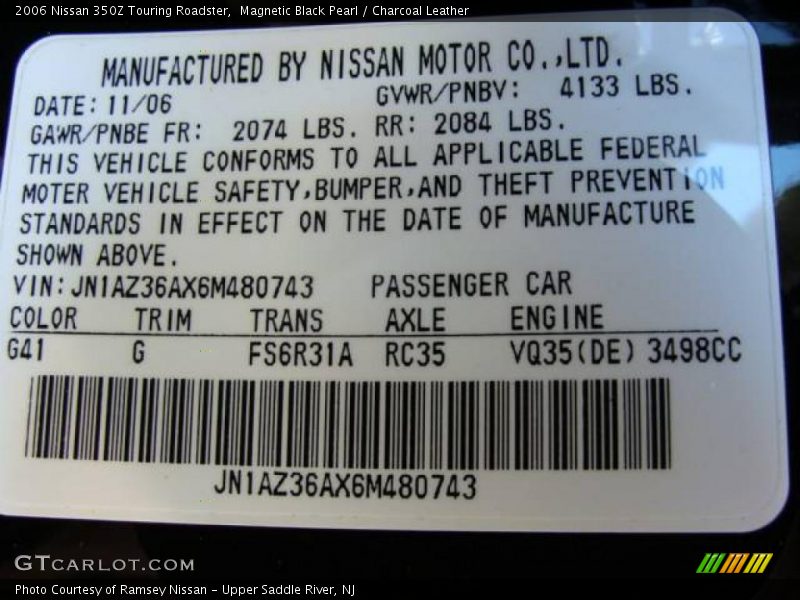 2006 Nissan 350Z Touring Roadster,  Magnetic Black Pearl / Charcoal Leather
MANUFACTURED BY NISSAN MOTOR CO.,LTD.
DATE: 11/06 GVWR/PNBV: 4133 LBS.
GAWR/PNBE FR: 2074 LBS. RR: 2084 LBS.
THIS VEHICLE CONFORMS TO ALL APPLICABLE FEDERAL
MOTER VEHICLE SAFETY,BUMPER,AND THEFT PREVENTION
STANDARDS IN EFFECT ON THE DATE OF MANUFACTURE
SHOWN ABOVE.
VIN: JN1AZ36AX6M480743 PASSENGER CAR
COLOR TRIM TRANS AXLE ENGINE
G41 G FS6R31A RC35 VQ35(DE) 3498CC
JN1AZ36AX6M480743
GTCARLOT.COM
Photo Courtesy of Ramsey Nissan - Upper Saddle River, NJ